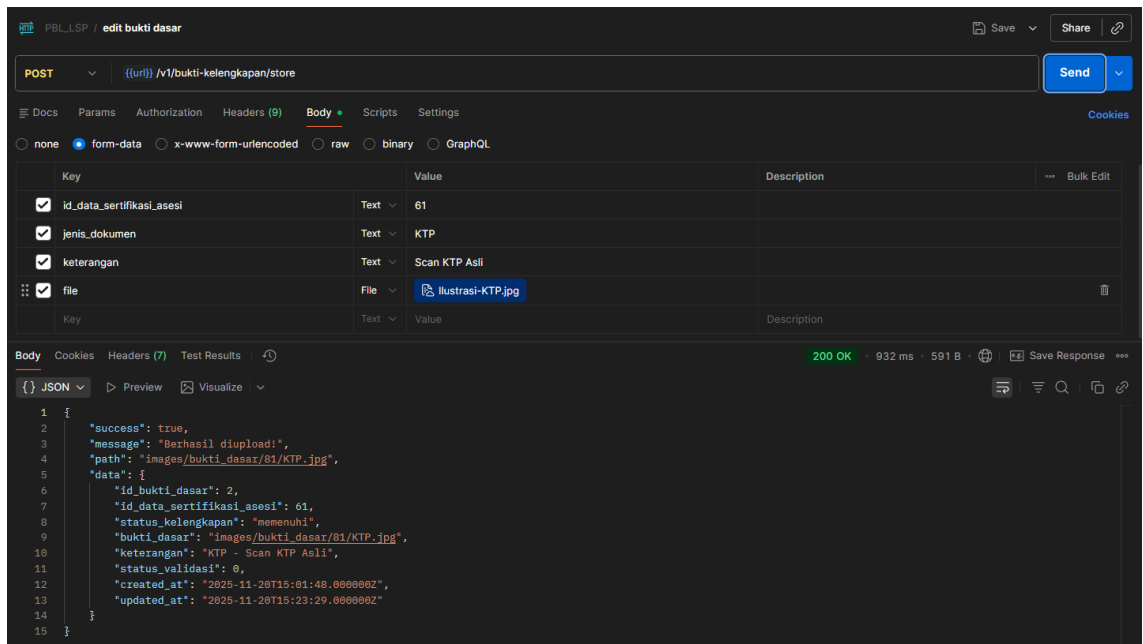 HTTP PBL_LSP / edit bukti dasar Save Share
POST {{url}} /v1/bukti-kelengkapan/store Send
Docs Params Authorization Headers (9) Body Scripts Settings Cookies
none form-data x-www-form-urlencoded raw binary GraphQL
Key Value Description ••• Bulk Edit
id_data_sertifikasi_asesi Text 61
jenis_dokumen Text KTP
keterangan Text Scan KTP Asli
file File Ilustrasi-KTP.jpg
Key Text Value Description
Body Cookies Headers (7) Test Results 200 OK • 932 ms • 591 B e.g. Save Response •••
{} JSON Preview Visualize
1 {
2 "success": true,
3 "message": "Berhasil diupload!",
4 "path": "images/bukti_dasar/81/KTP.jpg",
5 "data": {
6 "id_bukti_dasar": 2,
7 "id_data_sertifikasi_asesi": 61,
8 "status_kelengkapan": "memenuhi",
9 "bukti_dasar": "images/bukti_dasar/81/KTP.jpg",
10 "keterangan": "KTP - Scan KTP Asli",
11 "status_validasi": 0,
12 "created_at": "2025-11-20T15:01:48.000000Z",
13 "updated_at": "2025-11-20T15:23:29.000000Z"
14 }
15 }